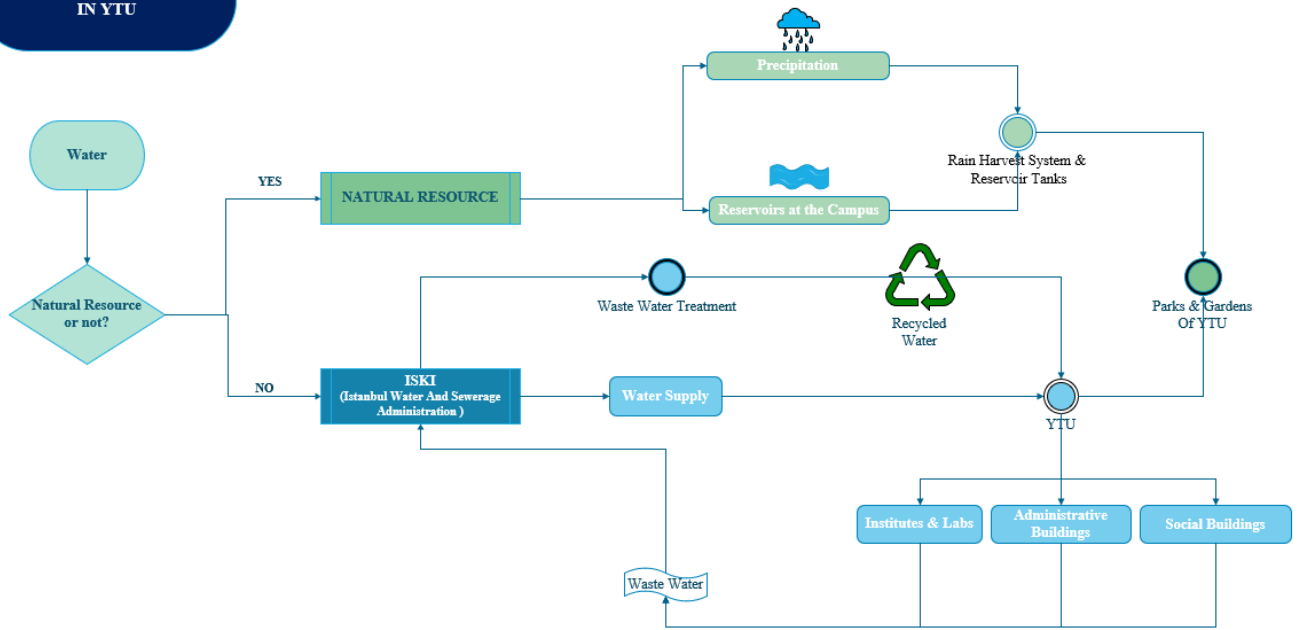 IN YTU
Precipitation
Water
Rain Harvest System &
Reservoir Tanks
YES
NATURAL RESOURCE
Reservoirs at the Campus
Natural Resource
or not?
Waste Water Treatment
Recycled
Water
Parks & Gardens
Of YTU
NO
ISKI
(Istanbul Water And Sewerage
Administration )
Water Supply
YTU
Institutes & Labs
Administrative
Buildings
Social Buildings
Waste Water